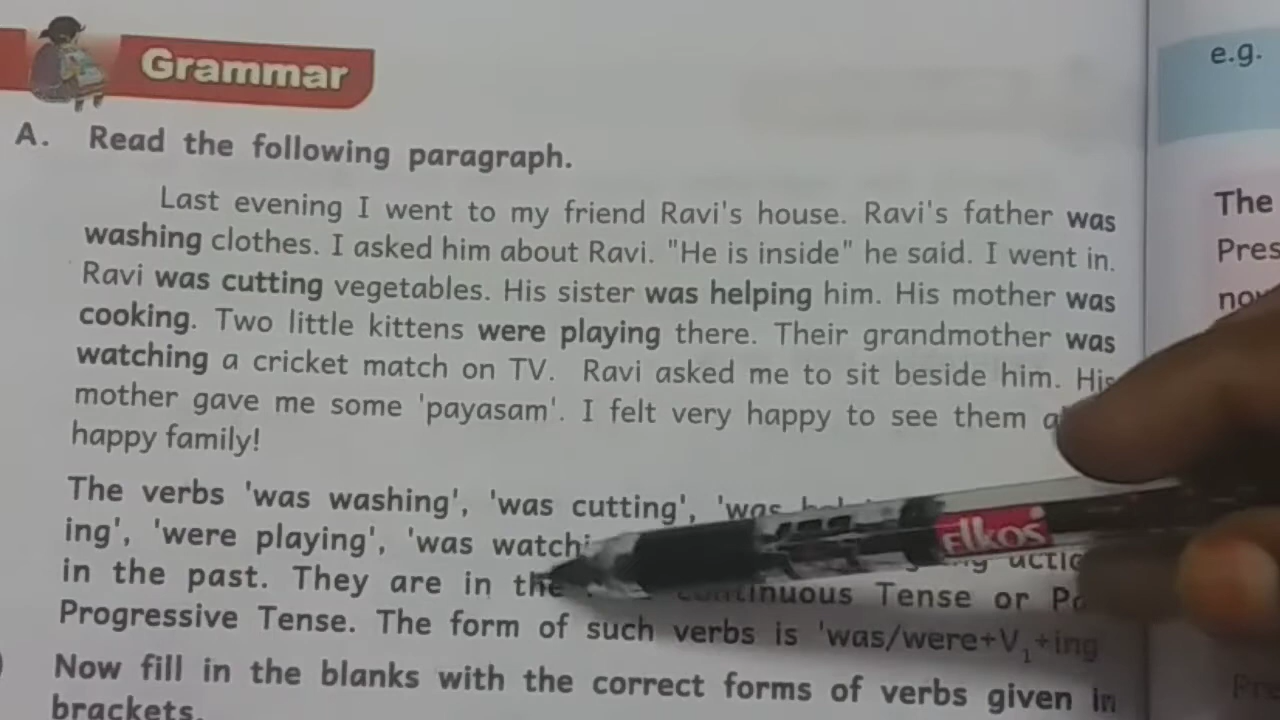 Grammar
e.g.
A. Read the following paragraph.
Last evening I went to my friend Ravi's house. Ravi's father was
washing clothes. I asked him about Ravi. "He is inside" he said. I went in.
Ravi was cutting vegetables. His sister was helping him. His mother was
cooking. Two little kittens were playing there. Their grandmother was
watching a cricket match on TV. Ravi asked me to sit beside him. His
mother gave me some 'payasam'. I felt very happy to see them
happy family!
The verbs 'was washing', 'was cutting', 'was
ing', 'were playing', 'was
in the past. They are in the Continuous Tense or
Progressive Tense. The form of such verbs is 'was/were+V1+ing
Now fill in the blanks with the correct forms of verbs given in
brackets.
The
Elkos